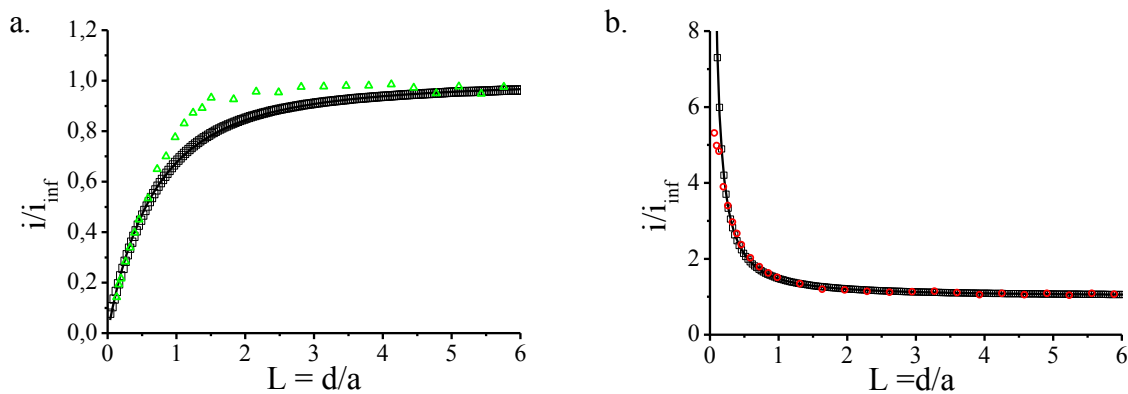 a.
1,2
1,0
0,8
0,6
0,4
0,2
0,0
i/i_inf
0 1 2 3 4 5 6
L = d/a
b.
8
6
4
2
0
i/i_inf
0 1 2 3 4 5 6
L =d/a